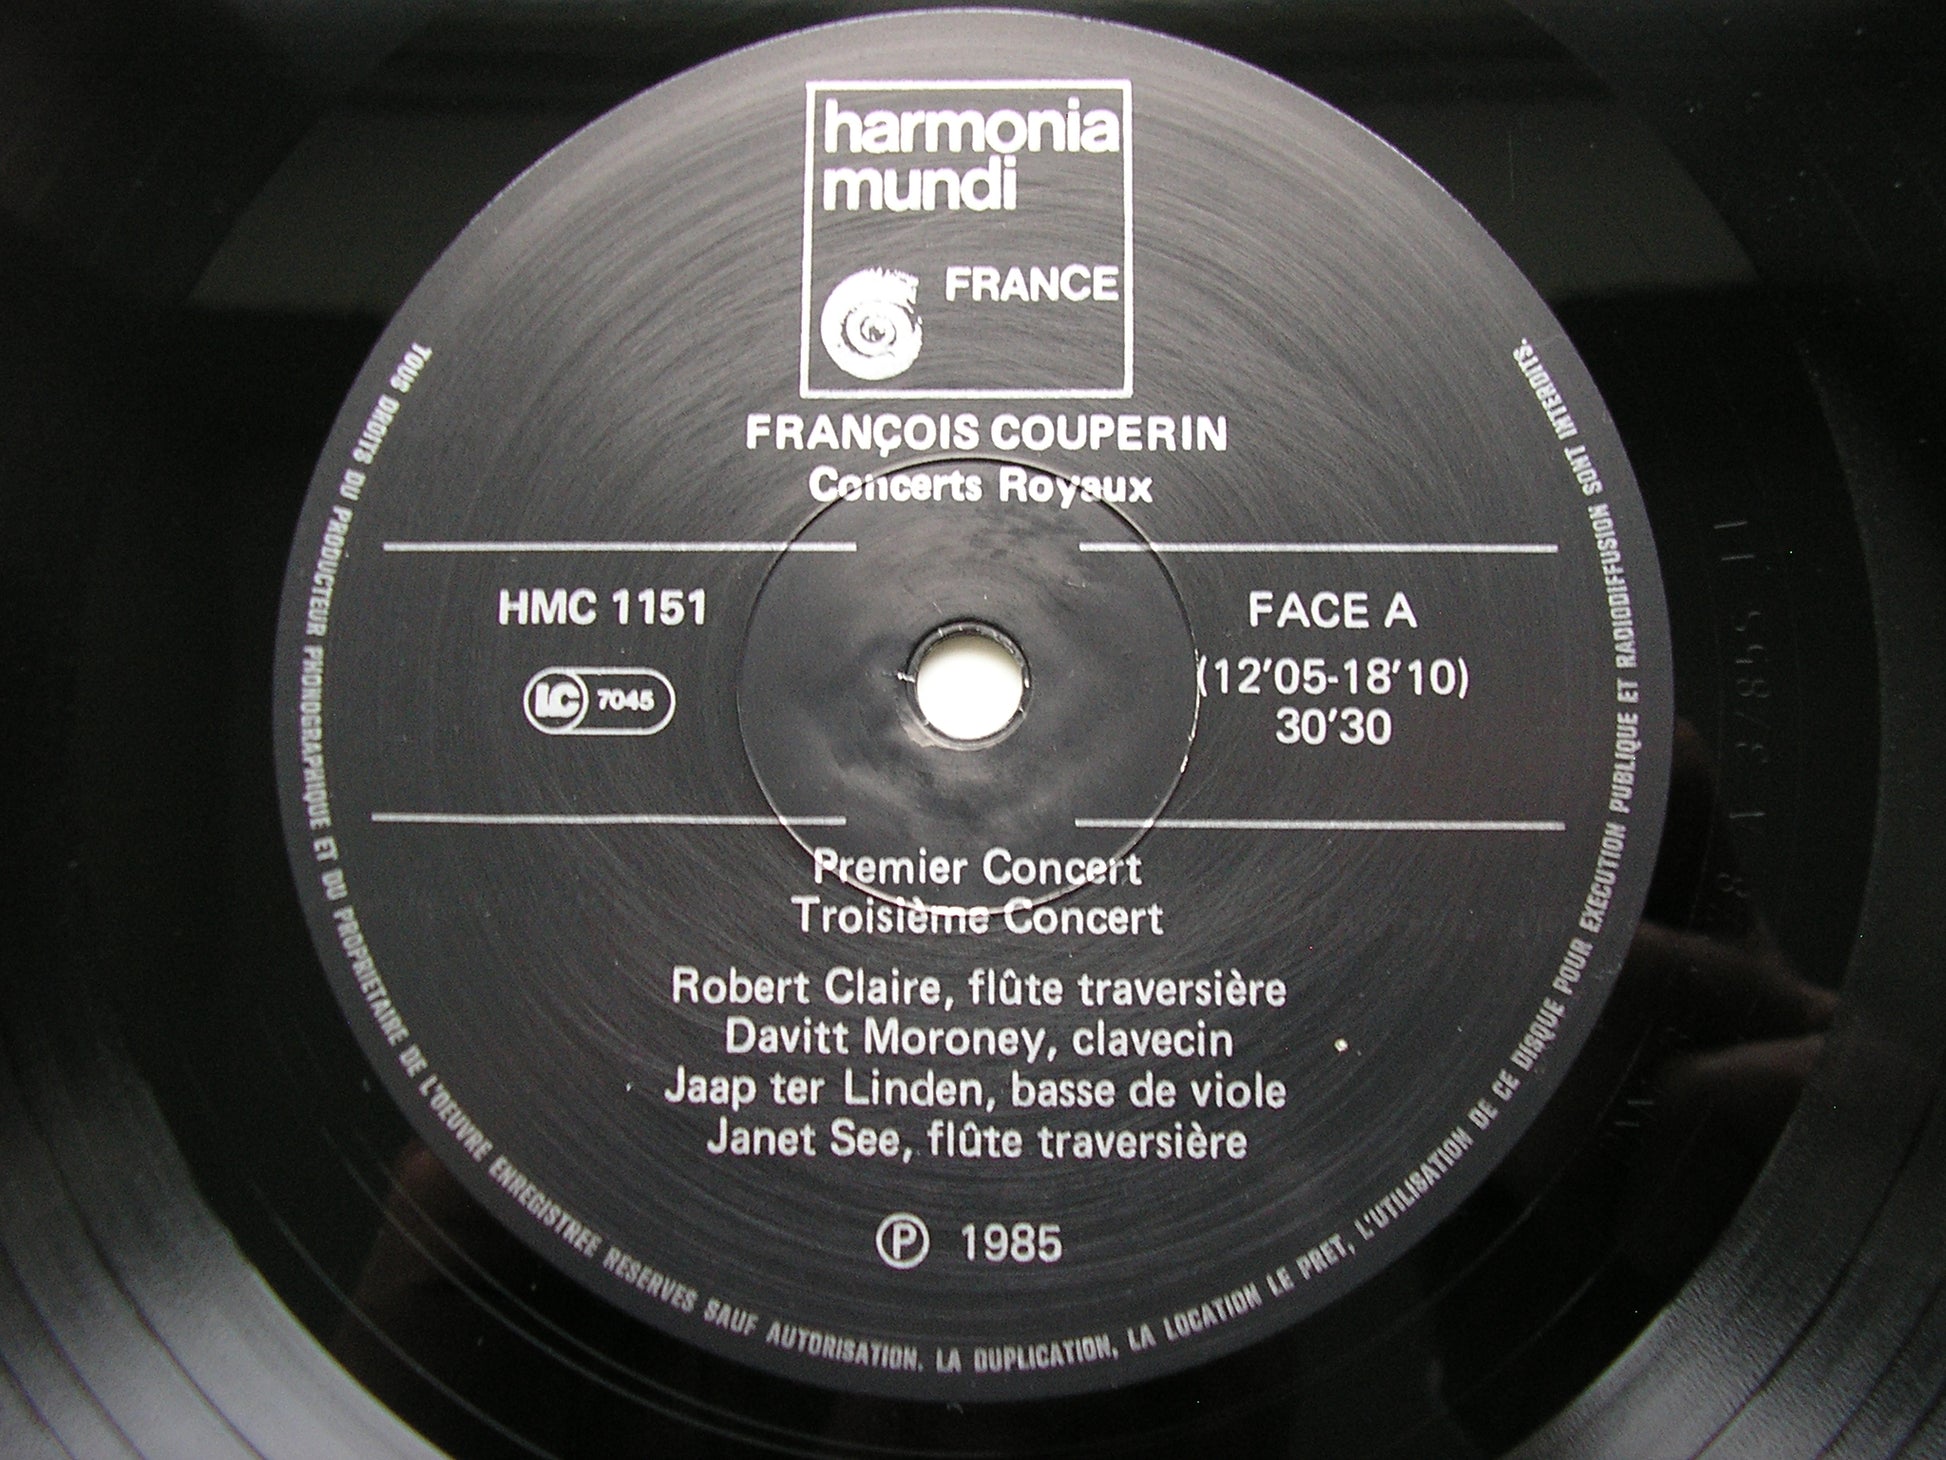 harmonia
mundi
FRANCE
FRANÇOIS COUPERIN
Concerts Royaux
HMC 1151
LC 7045
FACE A
(12'05-18'10)
30'30
Premier Concert
Troisième Concert
Robert Claire, flûte traversière
Davitt Moroney, clavecin
Jaap ter Linden, basse de viole
Janet See, flûte traversière
Ⓟ 1985
TOUS DROITS DU PRODUCTEUR PHONOGRAPHIQUE ET DU PROPRIETAIRE DE L'OEUVRE ENREGISTREE RESERVES SAUF AUTORISATION. LA DUPLICATION, LA LOCATION LE PRET, L'UTILISATION DE CE DISQUE POUR EXECUTION PUBLIQUE ET RADIODIFFUSION SONT INTERDITS.